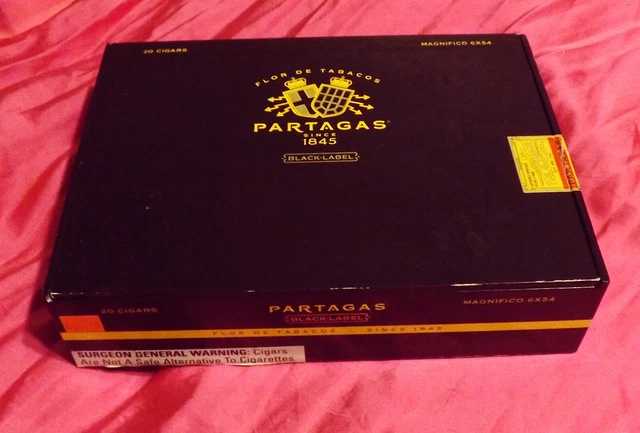 20 CIGARS
MAGNIFICO 6X54
FLOR DE TABACOS
PARTAGAS
SINCE
1845
BLACK LABEL
20 CIGARS
PARTAGAS
MAGNIFICO 6X54
BLACK LABEL
FLOR DE TABACOS SINCE 1845
SURGEON GENERAL WARNING: Cigars
Are Not A Safe Alternative To Cigarettes.